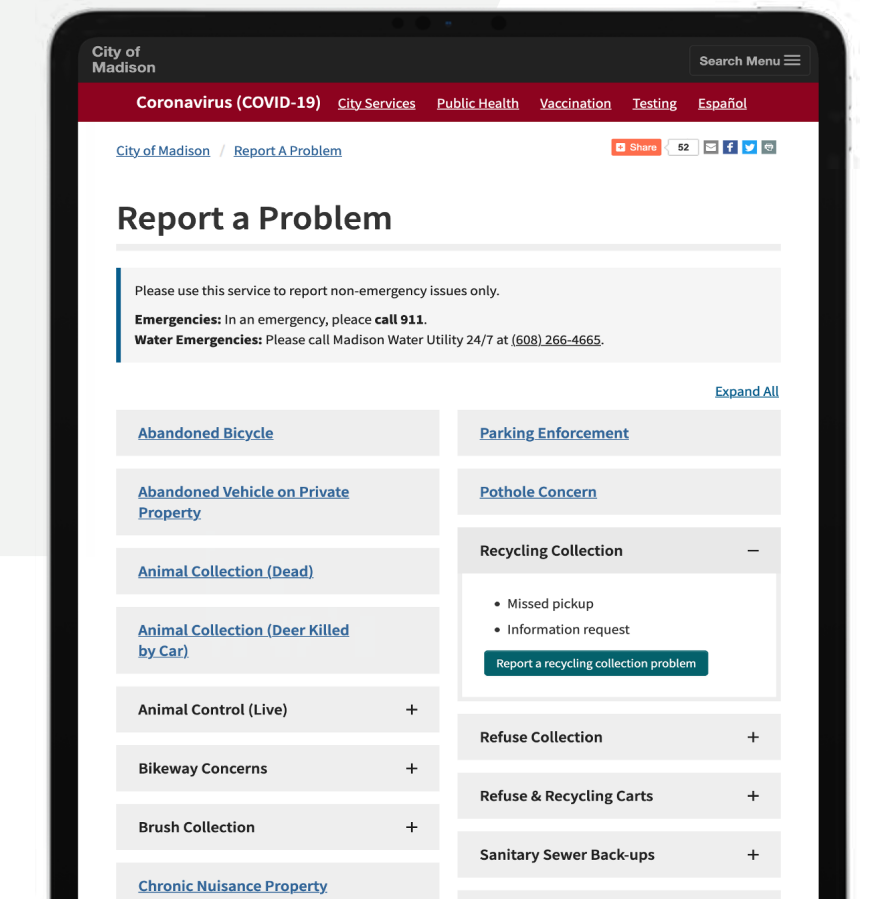 City of
Madison
Search Menu
Coronavirus (COVID-19) City Services Public Health Vaccination Testing Español
City of Madison / Report A Problem
Share 52
Report a Problem
Please use this service to report non-emergency issues only.
Emergencies: In an emergency, pleace call 911.
Water Emergencies: Please call Madison Water Utility 24/7 at (608) 266-4665.
Expand All
Abandoned Bicycle
Abandoned Vehicle on Private
Property
Animal Collection (Dead)
Animal Collection (Deer Killed
by Car)
Animal Control (Live) +
Bikeway Concerns +
Brush Collection +
Chronic Nuisance Property
Parking Enforcement
Pothole Concern
Recycling Collection −
• Missed pickup
• Information request
Report a recycling collection problem
Refuse Collection +
Refuse & Recycling Carts +
Sanitary Sewer Back-ups +